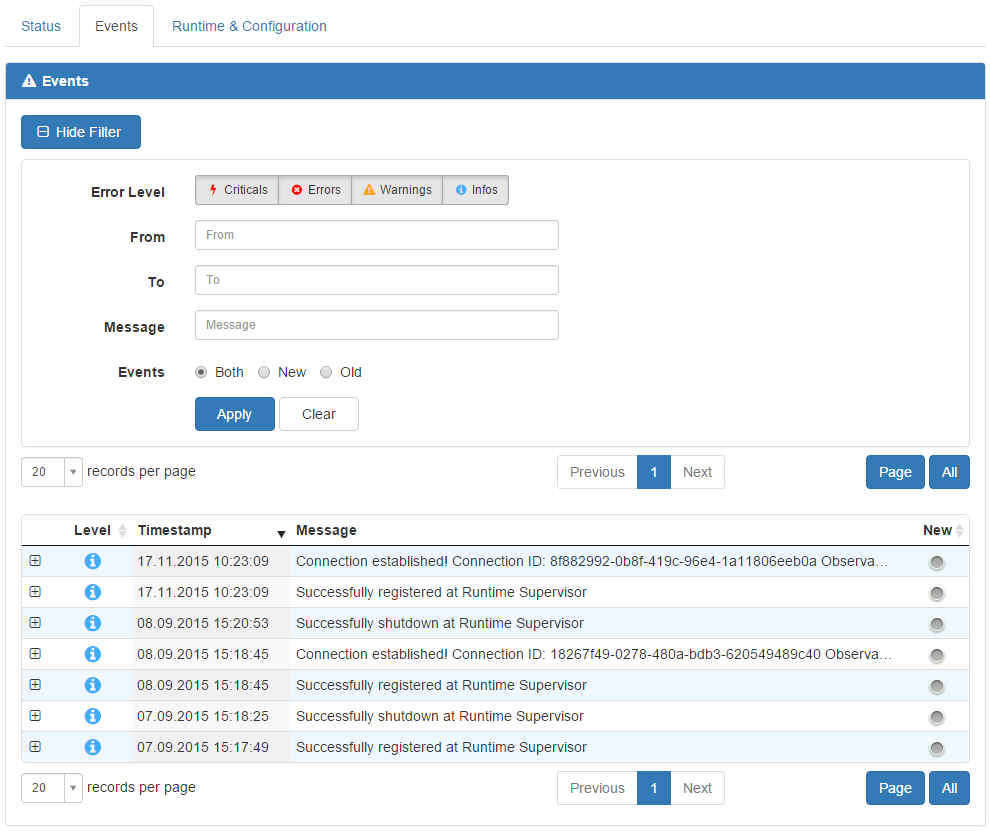 Status Events Runtime & Configuration
Events
Hide Filter
Error Level Criticals Errors Warnings Infos
From From
To To
Message Message
Events Both New Old
Apply Clear
20 records per page Previous 1 Next Page All
Level Timestamp Message New
17.11.2015 10:23:09 Connection established! Connection ID: 8f882992-0b8f-419c-96e4-1a11806eeb0a Observa...
17.11.2015 10:23:09 Successfully registered at Runtime Supervisor
08.09.2015 15:20:53 Successfully shutdown at Runtime Supervisor
08.09.2015 15:18:45 Connection established! Connection ID: 18267f49-0278-480a-bdb3-620549489c40 Observa...
08.09.2015 15:18:45 Successfully registered at Runtime Supervisor
07.09.2015 15:18:25 Successfully shutdown at Runtime Supervisor
07.09.2015 15:17:49 Successfully registered at Runtime Supervisor
20 records per page Previous 1 Next Page All